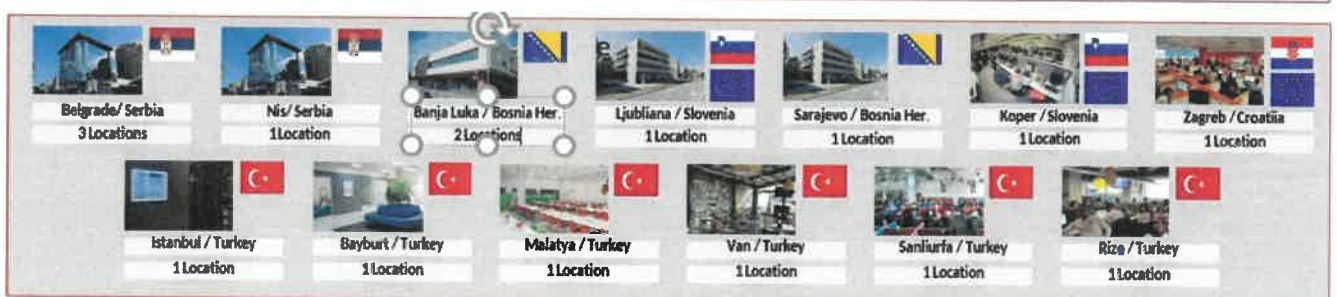 Belgrade/ Serbia
3 Locations
Nis/ Serbia
1 Location
Banja Luka / Bosnia Her.
2 Locations
e
Ljubliana / Slovenia
1 Location
Sarajevo / Bosnia Her.
1 Location
Koper / Slovenia
1 Location
Zagreb / Croatiia
1 Location
Istanbul / Turkey
1 Location
Bayburt / Turkey
1 Location
Malatya / Turkey
1 Location
Van / Turkey
1 Location
Sanliurfa / Turkey
1 Location
Rize / Turkey
1 Location